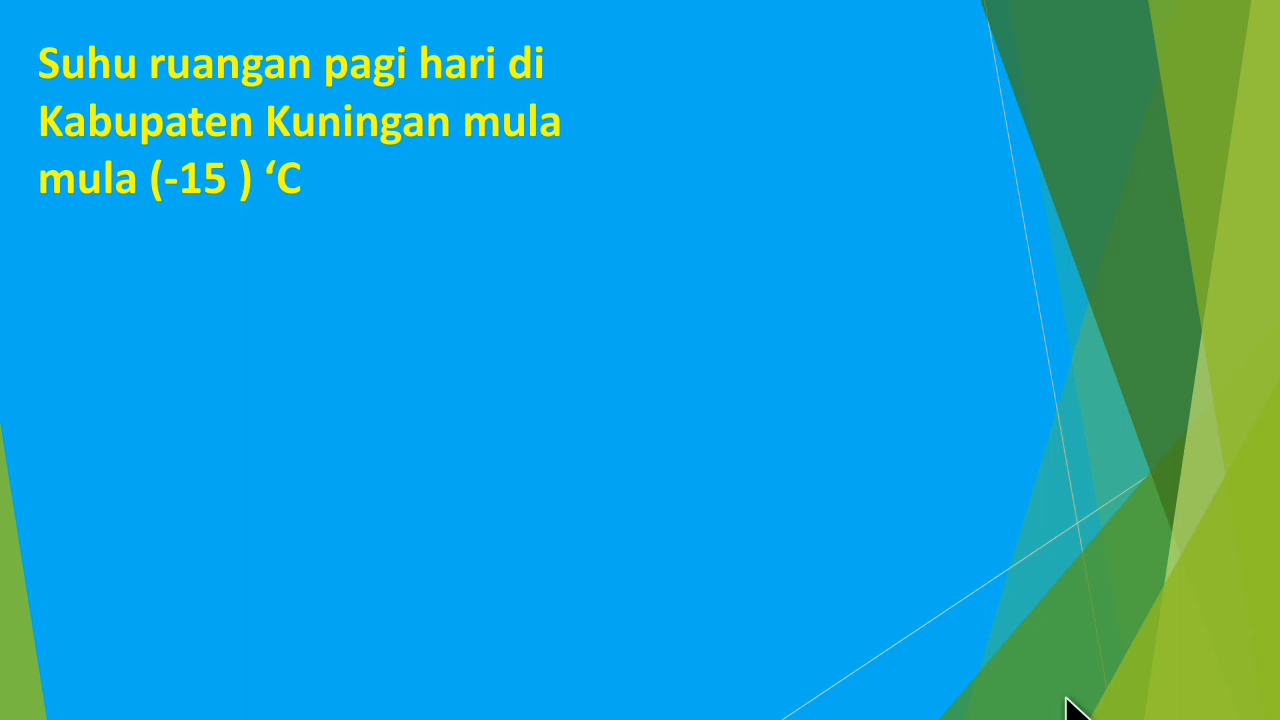 Suhu ruangan pagi hari di
Kabupaten Kuningan mula
mula (-15 ) ‘C